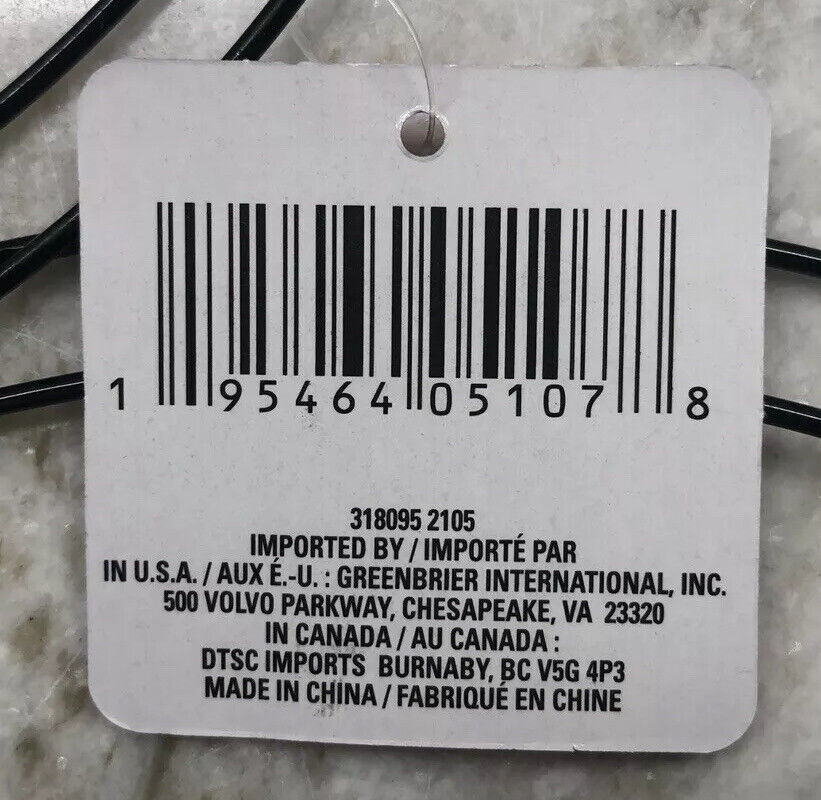 1 95464 05107 8
318095 2105
IMPORTED BY / IMPORTÉ PAR
IN U.S.A. / AUX É.-U. : GREENBRIER INTERNATIONAL, INC.
500 VOLVO PARKWAY, CHESAPEAKE, VA 23320
IN CANADA / AU CANADA :
DTSC IMPORTS BURNABY, BC V5G 4P3
MADE IN CHINA / FABRIQUÉ EN CHINE